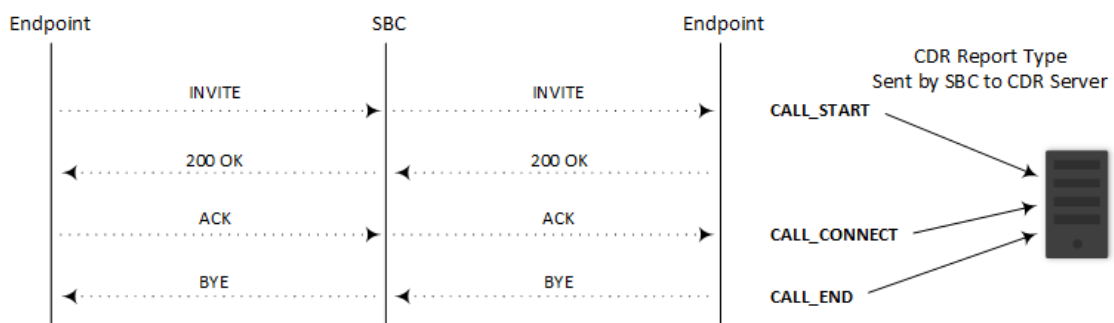 Endpoint
SBC
Endpoint
CDR Report Type
Sent by SBC to CDR Server
INVITE
INVITE
CALL_START
200 OK
200 OK
ACK
ACK
CALL_CONNECT
BYE
BYE
CALL_END